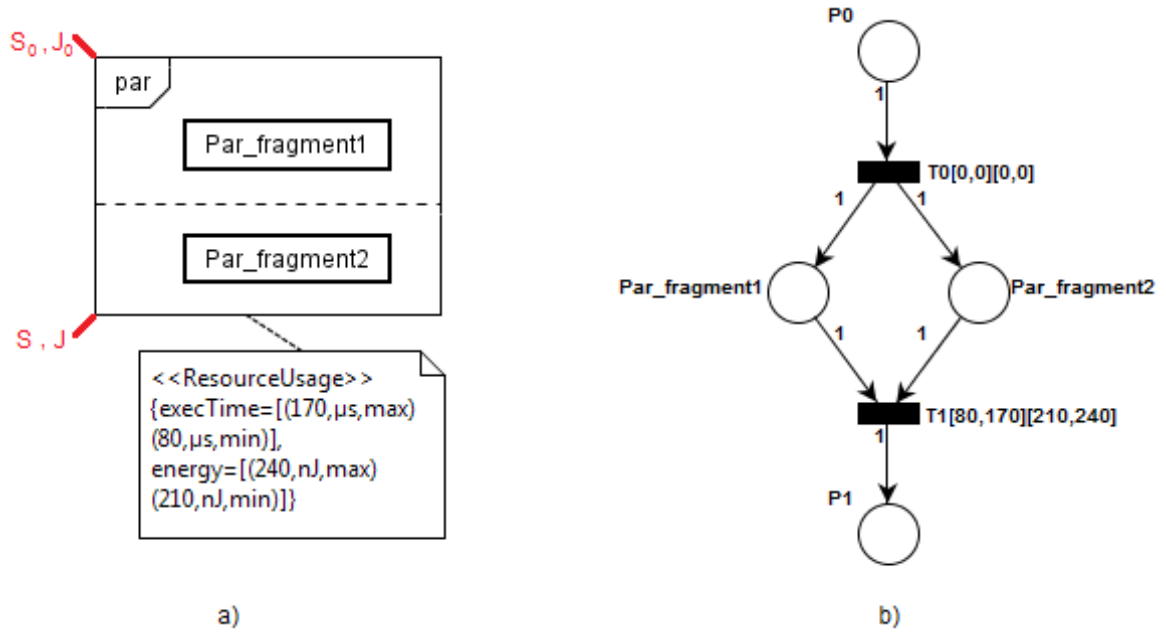 S₀ , J₀
par
Par_fragment1
Par_fragment2
S , J
<<ResourceUsage>>
{execTime=[(170,µs,max)
(80,µs,min)],
energy=[(240,nJ,max)
(210,nJ,min)]}
a)
P0
1
T0[0,0][0,0]
1
1
Par_fragment1
Par_fragment2
1
1
T1[80,170][210,240]
1
P1
b)